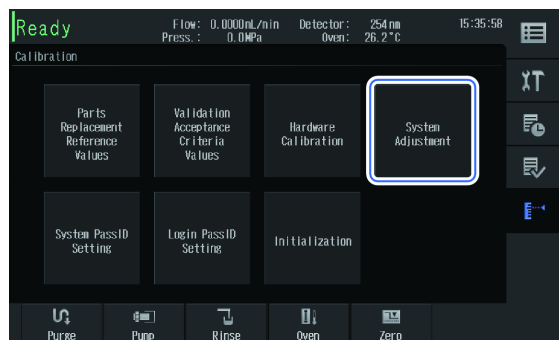 Ready
Flow: 0.0000mL/min Detector: 254 nm 15:35:58
Press.: 0.0MPa Oven: 26.2°C
Calibration
Parts
Replacement
Reference
Values
Validation
Acceptance
Criteria
Values
Hardware
Calibration
System
Adjustment
System PassID
Setting
Login PassID
Setting
Initialization
Purge Pump Rinse Oven Zero